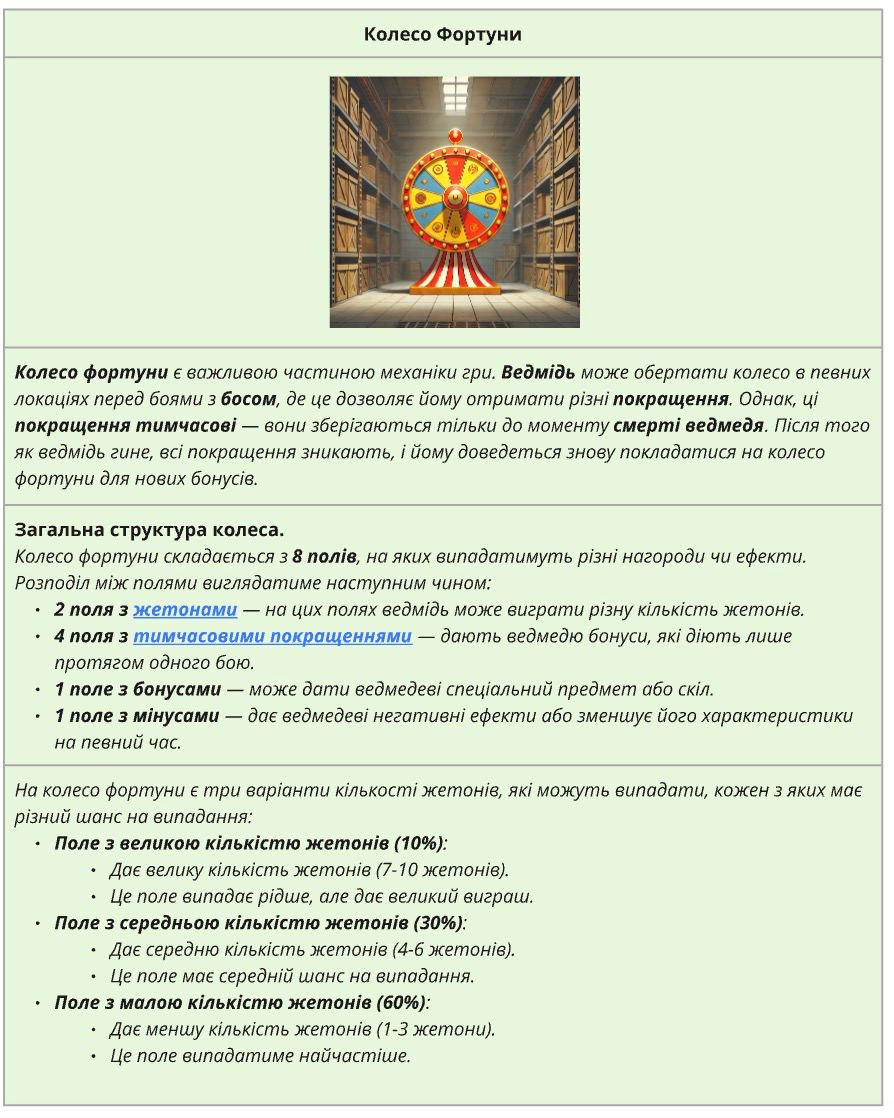 Колесо Фортуни
Колесо фортуни є важливою частиною механіки гри. Ведмідь може обертати колесо в певних
локаціях перед боями з босом, де це дозволяє йому отримати різні покращення. Однак, ці
покращення тимчасові — вони зберігаються тільки до моменту смерті ведмедя. Після того
як ведмідь гине, всі покращення зникають, і йому доведеться знову покладатися на колесо
фортуни для нових бонусів.
Загальна структура колеса.
Колесо фортуни складається з 8 полів, на яких випадатимуть різні нагороди чи ефекти.
Розподіл між полями виглядатиме наступним чином:
• 2 поля з жетонами — на цих полях ведмідь може виграти різну кількість жетонів.
• 4 поля з тимчасовими покращеннями — дають ведмедю бонуси, які діють лише
протягом одного бою.
• 1 поле з бонусами — може дати ведмедеві спеціальний предмет або скіл.
• 1 поле з мінусами — дає ведмедеві негативні ефекти або зменшує його характеристики
на певний час.
На колесо фортуни є три варіанти кількості жетонів, які можуть випадати, кожен з яких має
різний шанс на випадання:
• Поле з великою кількістю жетонів (10%):
• Дає велику кількість жетонів (7-10 жетонів).
• Це поле випадає рідше, але дає великий виграш.
• Поле з середньою кількістю жетонів (30%):
• Дає середню кількість жетонів (4-6 жетонів).
• Це поле має середній шанс на випадання.
• Поле з малою кількістю жетонів (60%):
• Дає меншу кількість жетонів (1-3 жетони).
• Це поле випадатиме найчастіше.